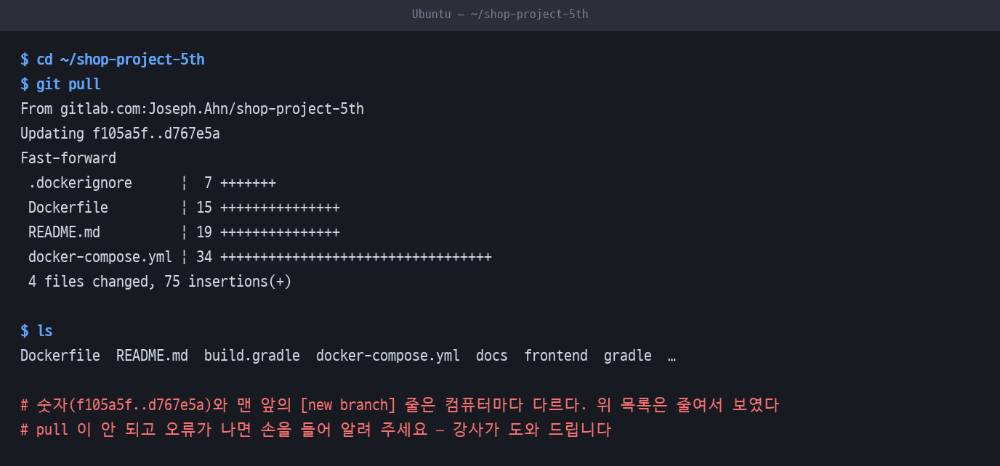 Ubuntu — ~/shop-project-5th
$ cd ~/shop-project-5th
$ git pull
From gitlab.com:Joseph.Ahn/shop-project-5th
Updating f105a5f..d767e5a
Fast-forward
 .dockerignore      ¦  7 +++++++
 Dockerfile         ¦ 15 +++++++++++++++
 README.md          ¦ 19 +++++++++++++++
 docker-compose.yml ¦ 34 ++++++++++++++++++++++++++++++++++
 4 files changed, 75 insertions(+)
$ ls
Dockerfile  README.md  build.gradle  docker-compose.yml  docs  frontend  gradle  …
# 숫자(f105a5f..d767e5a)와 맨 앞의 [new branch] 줄은 컴퓨터마다 다르다. 위 목록은 줄여서 보였다
# pull 이 안 되고 오류가 나면 손을 들어 알려 주세요 — 강사가 도와 드립니다